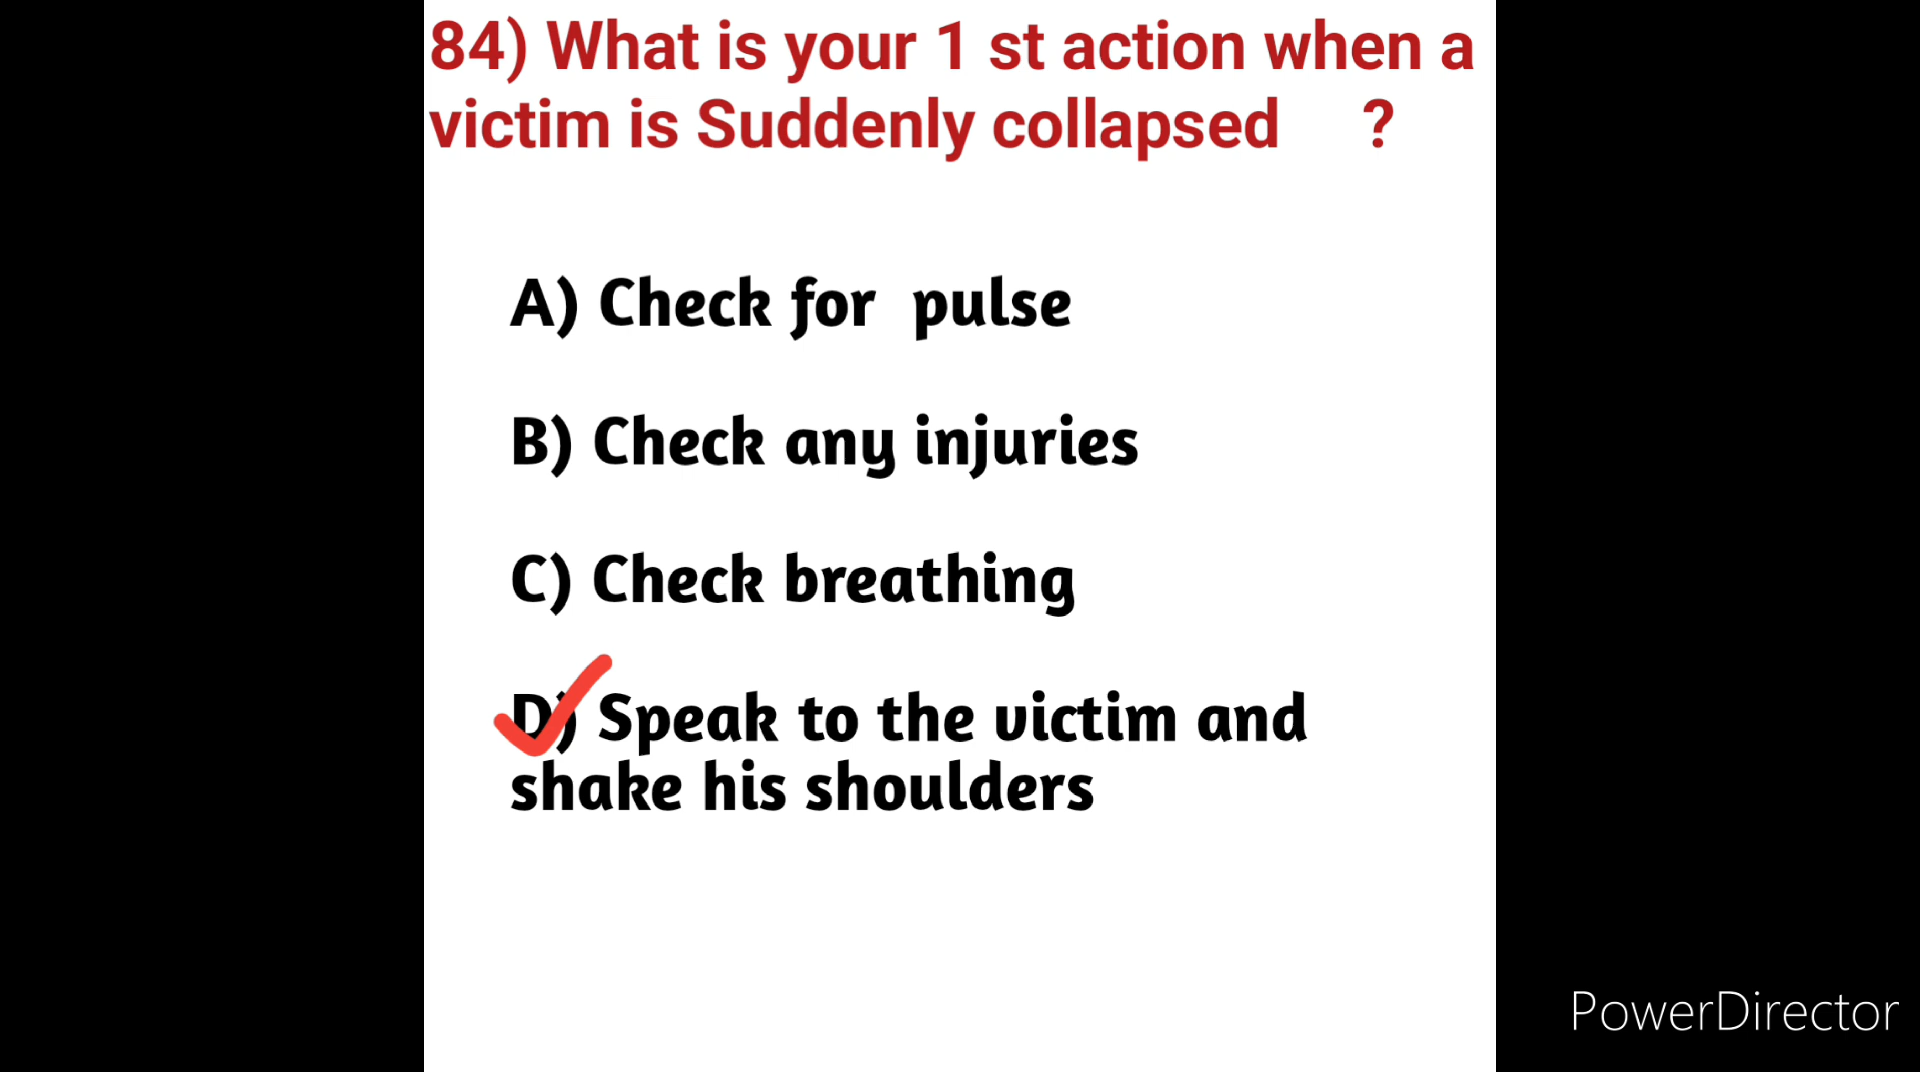 84) What is your 1 st action when a
victim is Suddenly collapsed ?
A) Check for pulse
B) Check any injuries
C) Check breathing
D) Speak to the victim and
shake his shoulders
PowerDirector